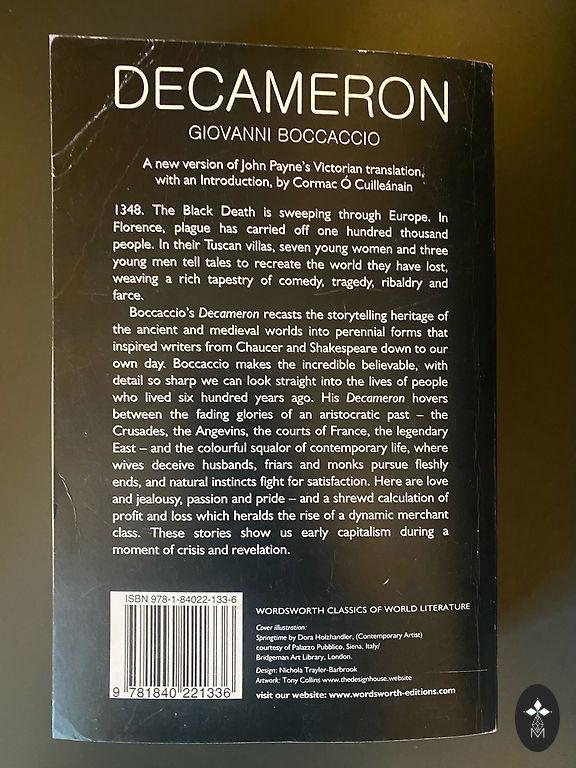 DECAMERON
GIOVANNI BOCCACCIO
A new version of John Payne's Victorian translation,
with an Introduction, by Cormac Ó Cuilleánain
1348. The Black Death is sweeping through Europe. In
Florence, plague has carried off one hundred thousand
people. In their Tuscan villas, seven young women and three
young men tell tales to recreate the world they have lost,
weaving a rich tapestry of comedy, tragedy, ribaldry and
farce.
Boccaccio's Decameron recasts the storytelling heritage of
the ancient and medieval worlds into perennial forms that
inspired writers from Chaucer and Shakespeare down to our
own day. Boccaccio makes the incredible believable, with
detail so sharp we can look straight into the lives of people
who lived six hundred years ago. His Decameron hovers
between the fading glories of an aristocratic past – the
Crusades, the Angevins, the courts of France, the legendary
East – and the colourful squalor of contemporary life, where
wives deceive husbands, friars and monks pursue fleshly
ends, and natural instincts fight for satisfaction. Here are love
and jealousy, passion and pride – and a shrewd calculation of
profit and loss which heralds the rise of a dynamic merchant
class. These stories show us early capitalism during a
moment of crisis and revelation.
ISBN 978-1-84022-133-6
9 781840 221336
WORDSWORTH CLASSICS OF WORLD LITERATURE
Cover illustration:
Springtime by Dora Holzhandler, (Contemporary Artist)
courtesy of Palazzo Pubblico, Siena, Italy/
Bridgeman Art Library, London.
Design: Nichola Trayler-Barbrook
Artwork: Tony Collins www.thedesignhouse.website
visit our website: www.wordsworth-editions.com